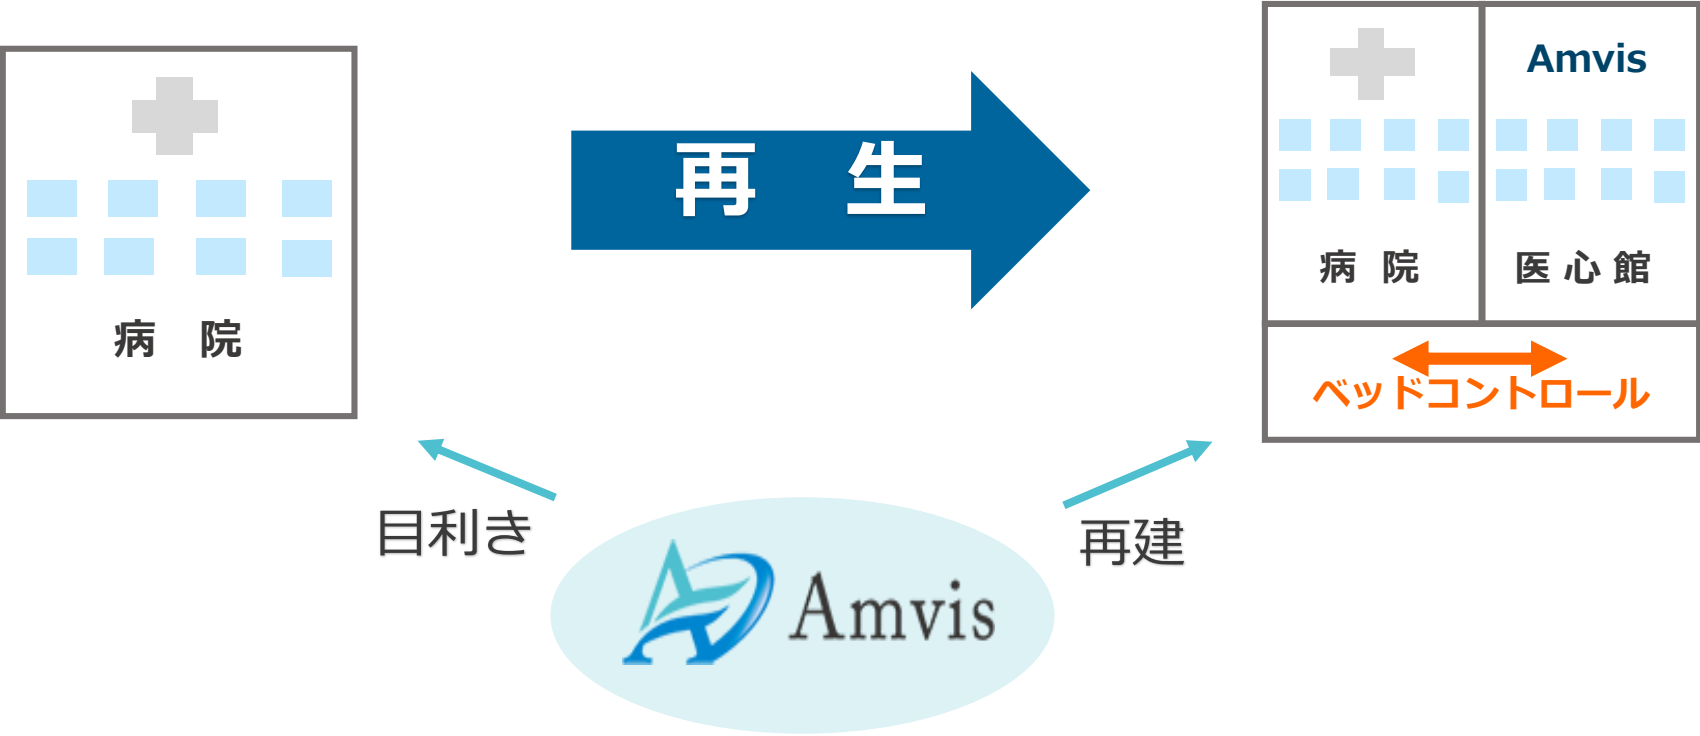 病 院
再 生
Amvis
病 院
医 心 館
ベッドコントロール
目利き
再建
Amvis